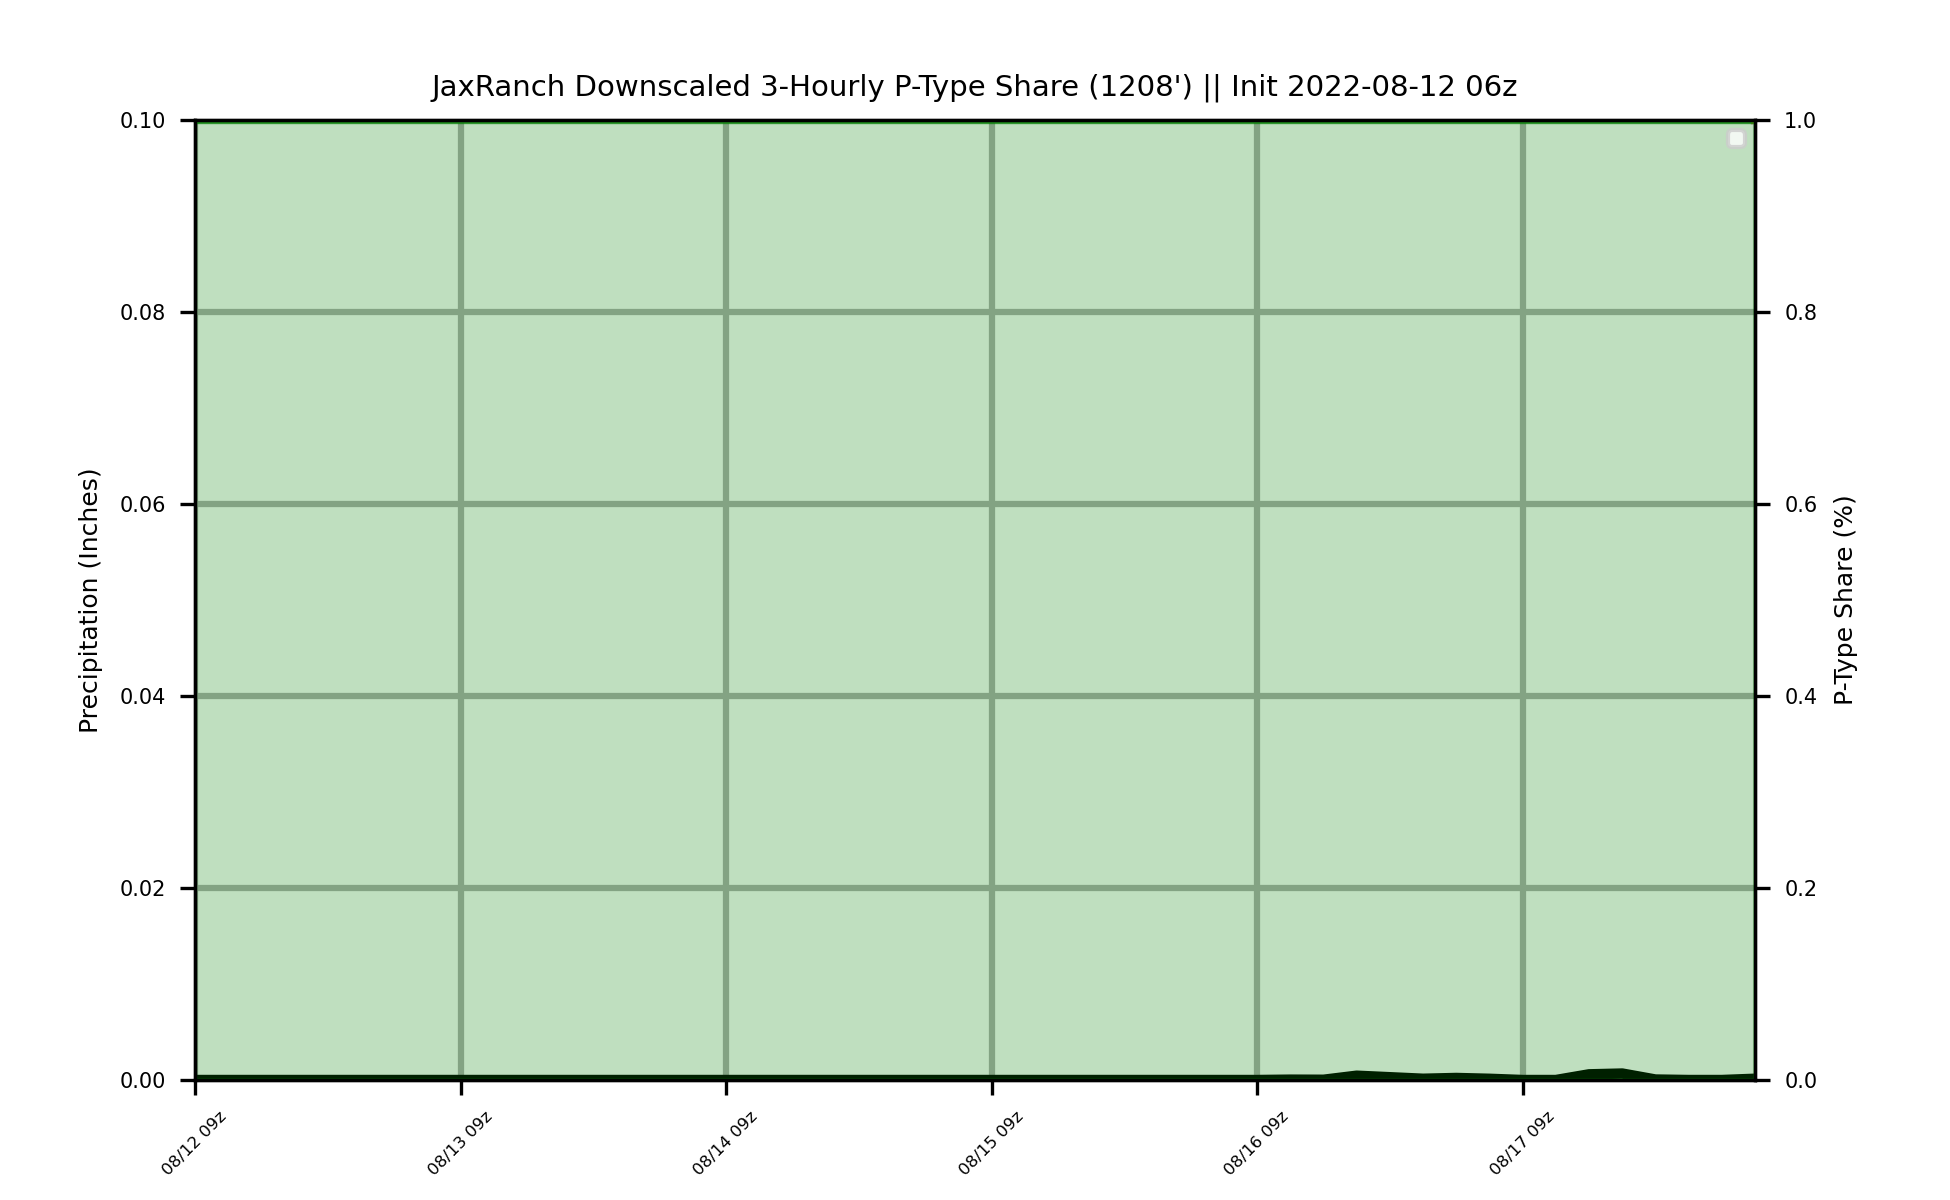 JaxRanch Downscaled 3-Hourly P-Type Share (1208') || Init 2022-08-12 06z
Precipitation (Inches)
0.10
0.08
0.06
0.04
0.02
0.00
1.0
0.8
0.6
0.4
0.2
0.0
P-Type Share (%)
08/12 09z
08/13 09z
08/14 09z
08/15 09z
08/16 09z
08/17 09z